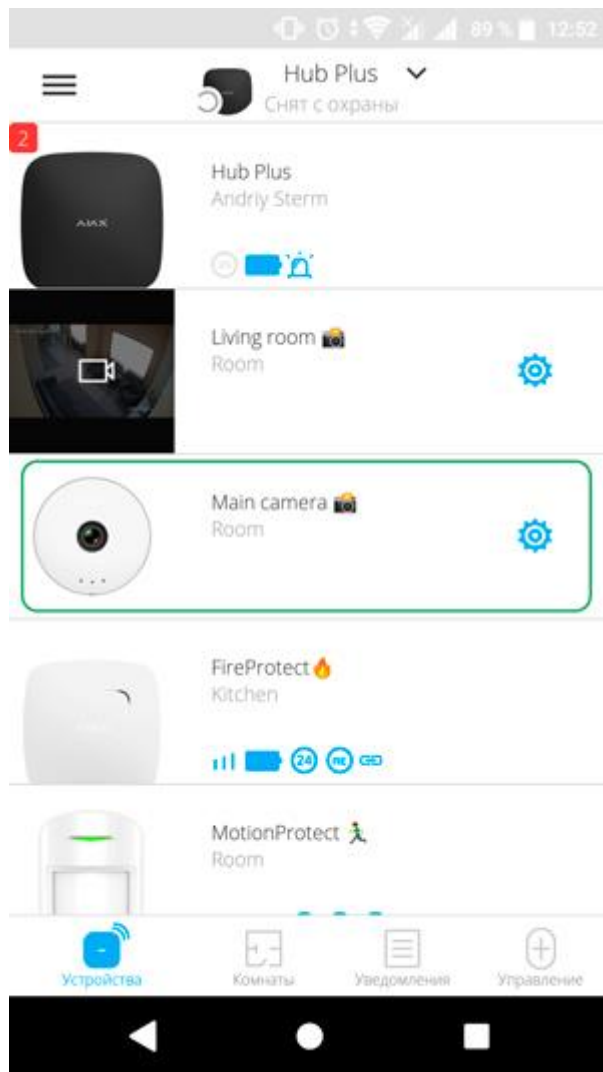 89 % 12:52
Hub Plus
Снят с охраны
2
Hub Plus
Andriy Sterm
AJAX
Living room 📸
Room
Main camera 📸
Room
FireProtect🔥
Kitchen
24
MotionProtect 🏃‍♂️
Room
Устройства
Комнаты
Уведомления
Управление